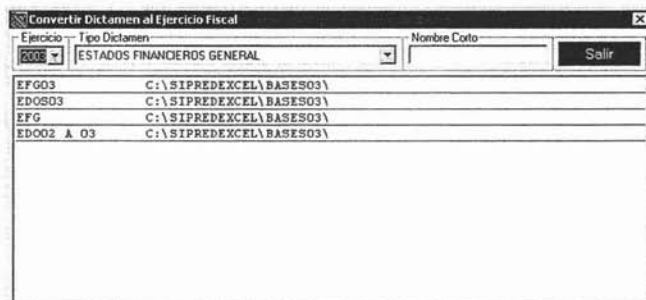 Convertir Dictamen al Ejercicio Fiscal
Ejercicio Tipo Dictamen Nombre Corto
2003 ESTADOS FINANCIEROS GENERAL Salir
EFG03 C:\SIPREDEXCEL\BASES03\
EDOS03 C:\SIPREDEXCEL\BASES03\
EFG C:\SIPREDEXCEL\BASES03\
EDO02 A 03 C:\SIPREDEXCEL\BASES03\